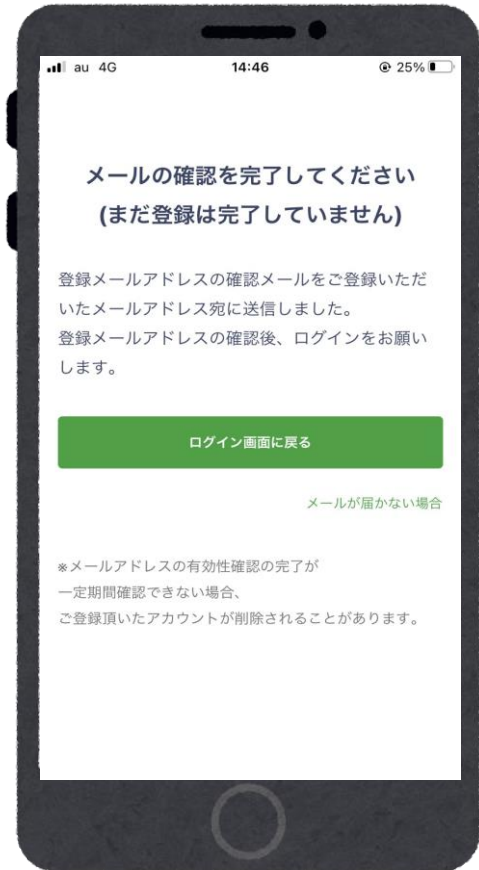 au 4G 14:46 25%
メールの確認を完了してください
(まだ登録は完了していません)
登録メールアドレスの確認メールをご登録いただ
いたメールアドレス宛に送信しました。
登録メールアドレスの確認後、ログインをお願い
します。
ログイン画面に戻る
メールが届かない場合
※メールアドレスの有効性確認の完了が
一定期間確認できない場合、
ご登録頂いたアカウントが削除されることがあります。